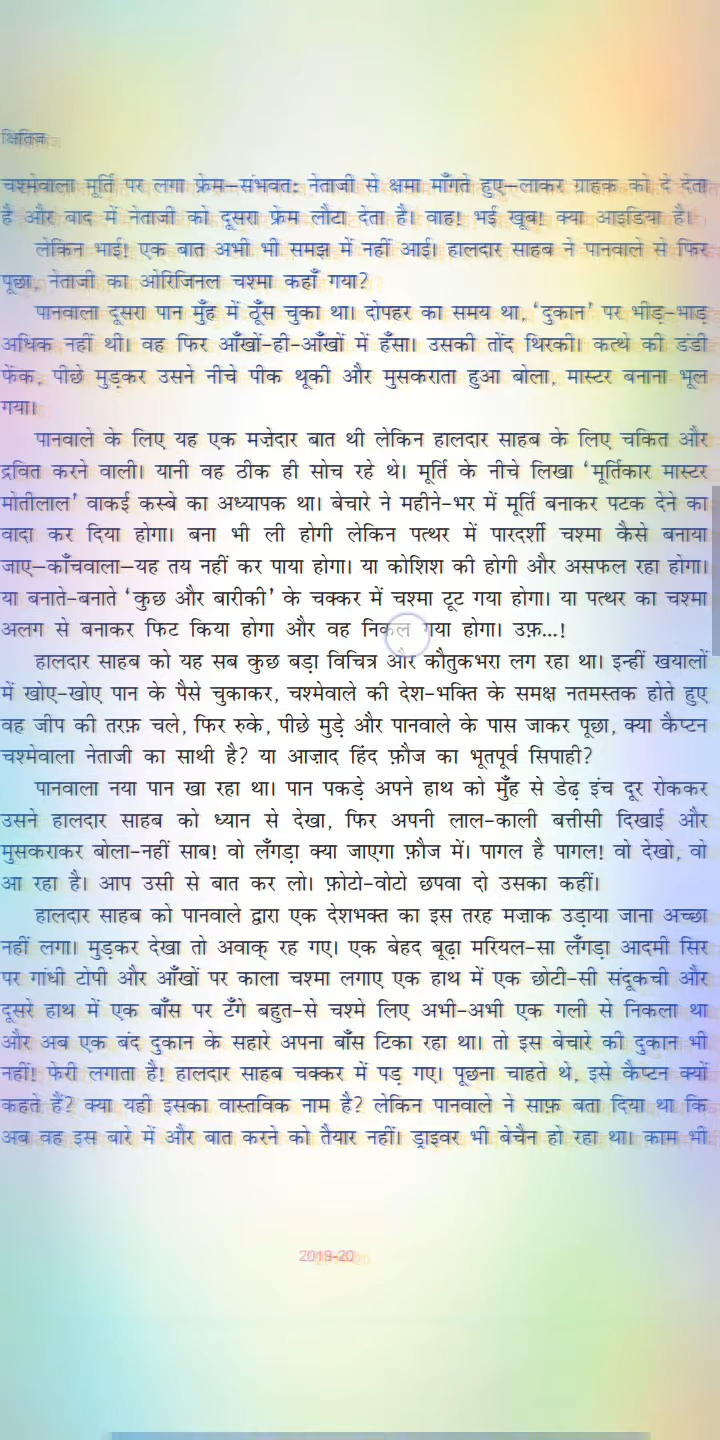 क्षितिज
चश्मेवाला मूर्ति पर लगा फ्रेम–संभवतः नेताजी से क्षमा माँगते हुए–लाकर ग्राहक को दे देता
है और बाद में नेताजी को दूसरा फ्रेम लौटा देता है। वाह! भई खूब! क्या आइडिया है।
लेकिन भाई! एक बात अभी भी समझ में नहीं आई। हालदार साहब ने पानवाले से फिर
पूछा, नेताजी का ओरिजिनल चश्मा कहाँ गया?
पानवाला दूसरा पान मुँह में ठूँस चुका था। दोपहर का समय था, ‘दुकान’ पर भीड़-भाड़
अधिक नहीं थी। वह फिर आँखों-ही-आँखों में हँसा। उसकी तोंद थिरकी। कत्थे की डंडी
फेंक, पीछे मुड़कर उसने नीचे पीक थूकी और मुसकराता हुआ बोला, मास्टर बनाना भूल
गया।
पानवाले के लिए यह एक मज़ेदार बात थी लेकिन हालदार साहब के लिए चकित और
द्रवित करने वाली। यानी वह ठीक ही सोच रहे थे। मूर्ति के नीचे लिखा ‘मूर्तिकार मास्टर
मोतीलाल’ वाकई कस्बे का अध्यापक था। बेचारे ने महीने-भर में मूर्ति बनाकर पटक देने का
वादा कर दिया होगा। बना भी ली होगी लेकिन पत्थर में पारदर्शी चश्मा कैसे बनाया
जाए–काँचवाला–यह तय नहीं कर पाया होगा। या कोशिश की होगी और असफल रहा होगा।
या बनाते-बनाते ‘कुछ और बारीकी’ के चक्कर में चश्मा टूट गया होगा। या पत्थर का चश्मा
अलग से बनाकर फिट किया होगा और वह निकल गया होगा। उफ़...!
हालदार साहब को यह सब कुछ बड़ा विचित्र और कौतुकभरा लग रहा था। इन्हीं खयालों
में खोए-खोए पान के पैसे चुकाकर, चश्मेवाले की देश-भक्ति के समक्ष नतमस्तक होते हुए
वह जीप की तरफ़ चले, फिर रुके, पीछे मुड़े और पानवाले के पास जाकर पूछा, क्या कैप्टन
चश्मेवाला नेताजी का साथी है? या आज़ाद हिंद फ़ौज का भूतपूर्व सिपाही?
पानवाला नया पान खा रहा था। पान पकड़े अपने हाथ को मुँह से डेढ़ इंच दूर रोककर
उसने हालदार साहब को ध्यान से देखा, फिर अपनी लाल-काली बत्तीसी दिखाई और
मुसकराकर बोला–नहीं साब! वो लँगड़ा क्या जाएगा फ़ौज में। पागल है पागल! वो देखो, वो
आ रहा है। आप उसी से बात कर लो। फ़ोटो-वोटो छपवा दो उसका कहीं।
हालदार साहब को पानवाले द्वारा एक देशभक्त का इस तरह मज़ाक उड़ाया जाना अच्छा
नहीं लगा। मुड़कर देखा तो अवाक् रह गए। एक बेहद बूढ़ा मरियल-सा लँगड़ा आदमी सिर
पर गांधी टोपी और आँखों पर काला चश्मा लगाए एक हाथ में एक छोटी-सी संदूकची और
दूसरे हाथ में एक बाँस पर टँगे बहुत-से चश्मे लिए अभी-अभी एक गली से निकला था
और अब एक बंद दुकान के सहारे अपना बाँस टिका रहा था। तो इस बेचारे की दुकान भी
नहीं! फेरी लगाता है! हालदार साहब चक्कर में पड़ गए। पूछना चाहते थे, इसे कैप्टन क्यों
कहते हैं? क्या यही इसका वास्तविक नाम है? लेकिन पानवाले ने साफ़ बता दिया था कि
अब वह इस बारे में और बात करने को तैयार नहीं। ड्राइवर भी बेचैन हो रहा था। काम भी
2019-20